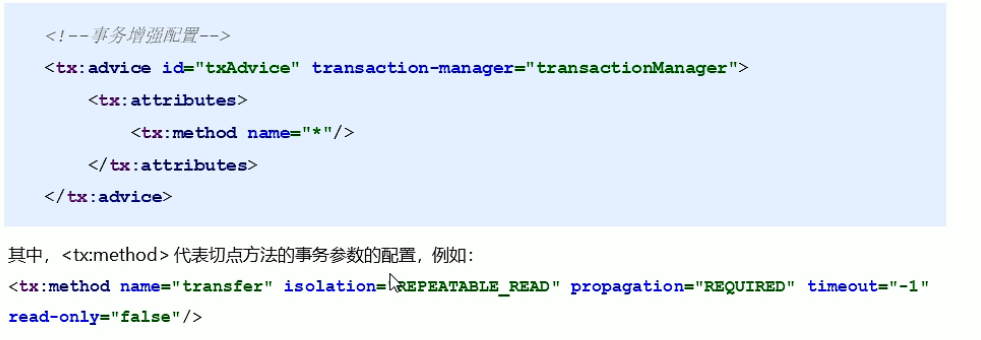 <!--事务增强配置-->
<tx:advice id="txAdvice" transaction-manager="transactionManager">
<tx:attributes>
<tx:method name="*"/>
</tx:attributes>
</tx:advice>
其中，<tx:method> 代表切点方法的事务参数的配置，例如：
<tx:method name="transfer" isolation="REPEATABLE_READ" propagation="REQUIRED" timeout="-1"
read-only="false"/>